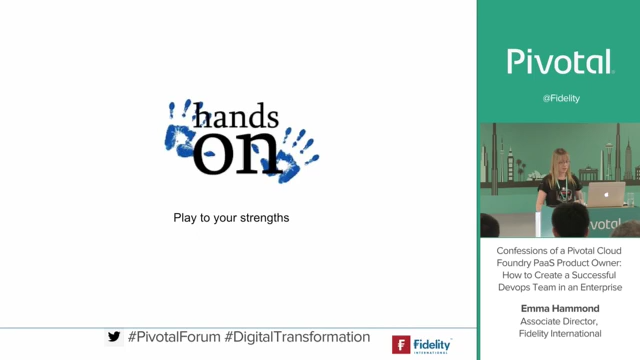 hands
on
Play to your strengths
#PivotalForum #DigitalTransformation
Fidelity
INTERNATIONAL
Pivotal
@Fidelity
Pivotal
Confessions of a Pivotal Cloud
Foundry PaaS Product Owner:
How to Create a Successful
Devops Team in an Enterprise
Emma Hammond
Associate Director,
Fidelity International